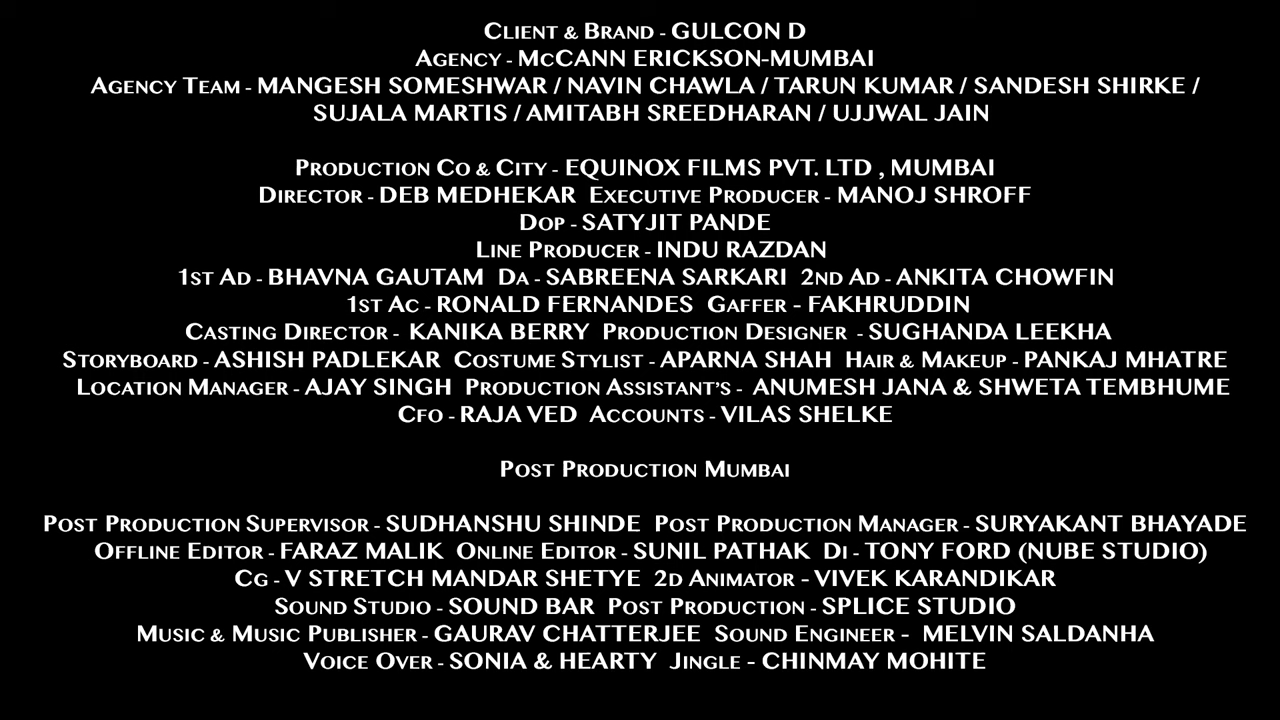 Client & Brand - GULCON D
Agency - McCANN ERICKSON-MUMBAI
Agency Team - MANGESH SOMESHWAR / NAVIN CHAWLA / TARUN KUMAR / SANDESH SHIRKE /
SUJALA MARTIS / AMITABH SREEDHARAN / UJJWAL JAIN
Production Co & City - EQUINOX FILMS PVT. LTD , MUMBAI
Director - DEB MEDHEKAR Executive Producer - MANOJ SHROFF
Dop - SATYJIT PANDE
Line Producer - INDU RAZDAN
1st Ad - BHAVNA GAUTAM Da - SABREENA SARKARI 2nd Ad - ANKITA CHOWFIN
1st Ac - RONALD FERNANDES Gaffer - FAKHRUDDIN
Casting Director - KANIKA BERRY Production Designer - SUGHANDA LEEKHA
Storyboard - ASHISH PADLEKAR Costume Stylist - APARNA SHAH Hair & Makeup - PANKAJ MHATRE
Location Manager - AJAY SINGH Production Assistant's - ANUMESH JANA & SHWETA TEMBHUME
Cfo - RAJA VED Accounts - VILAS SHELKE
Post Production Mumbai
Post Production Supervisor - SUDHANSHU SHINDE Post Production Manager - SURYAKANT BHAYADE
Offline Editor - FARAZ MALIK Online Editor - SUNIL PATHAK Di - TONY FORD (NUBE STUDIO)
Cg - V STRETCH MANDAR SHETYE 2d Animator - VIVEK KARANDIKAR
Sound Studio - SOUND BAR Post Production - SPLICE STUDIO
Music & Music Publisher - GAURAV CHATTERJEE Sound Engineer - MELVIN SALDANHA
Voice Over - SONIA & HEARTY Jingle - CHINMAY MOHITE